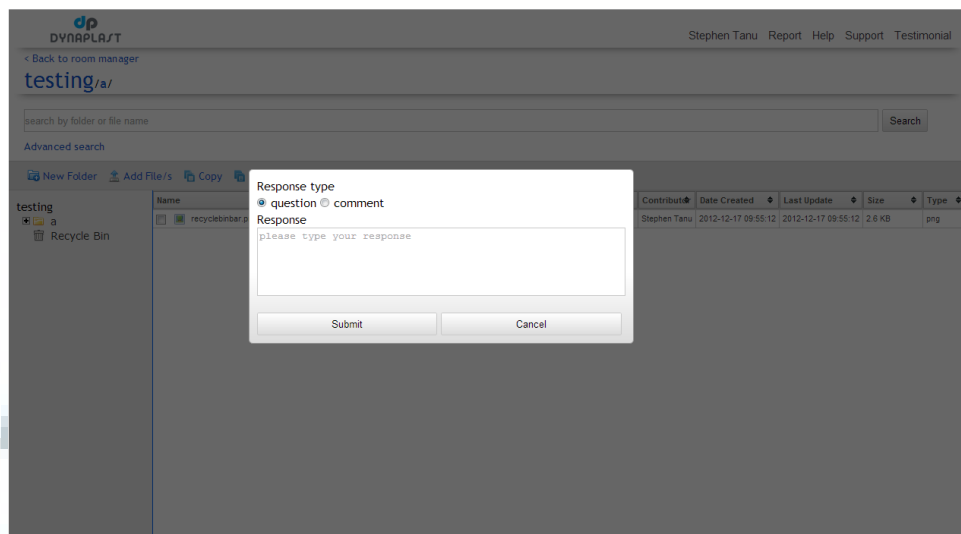 dp
DYNAPLAST
Stephen Tanu Report Help Support Testimonial
< Back to room manager
testing/a/
search by folder or file name
Search
Advanced search
New Folder Add File/s Copy
Response type
question comment
Response
please type your response
Submit Cancel
testing
a
Recycle Bin
Name Contributor Date Created Last Update Size Type
recyclebinbar.p Stephen Tanu 2012-12-17 09:55:12 2012-12-17 09:55:12 2.6 KB png